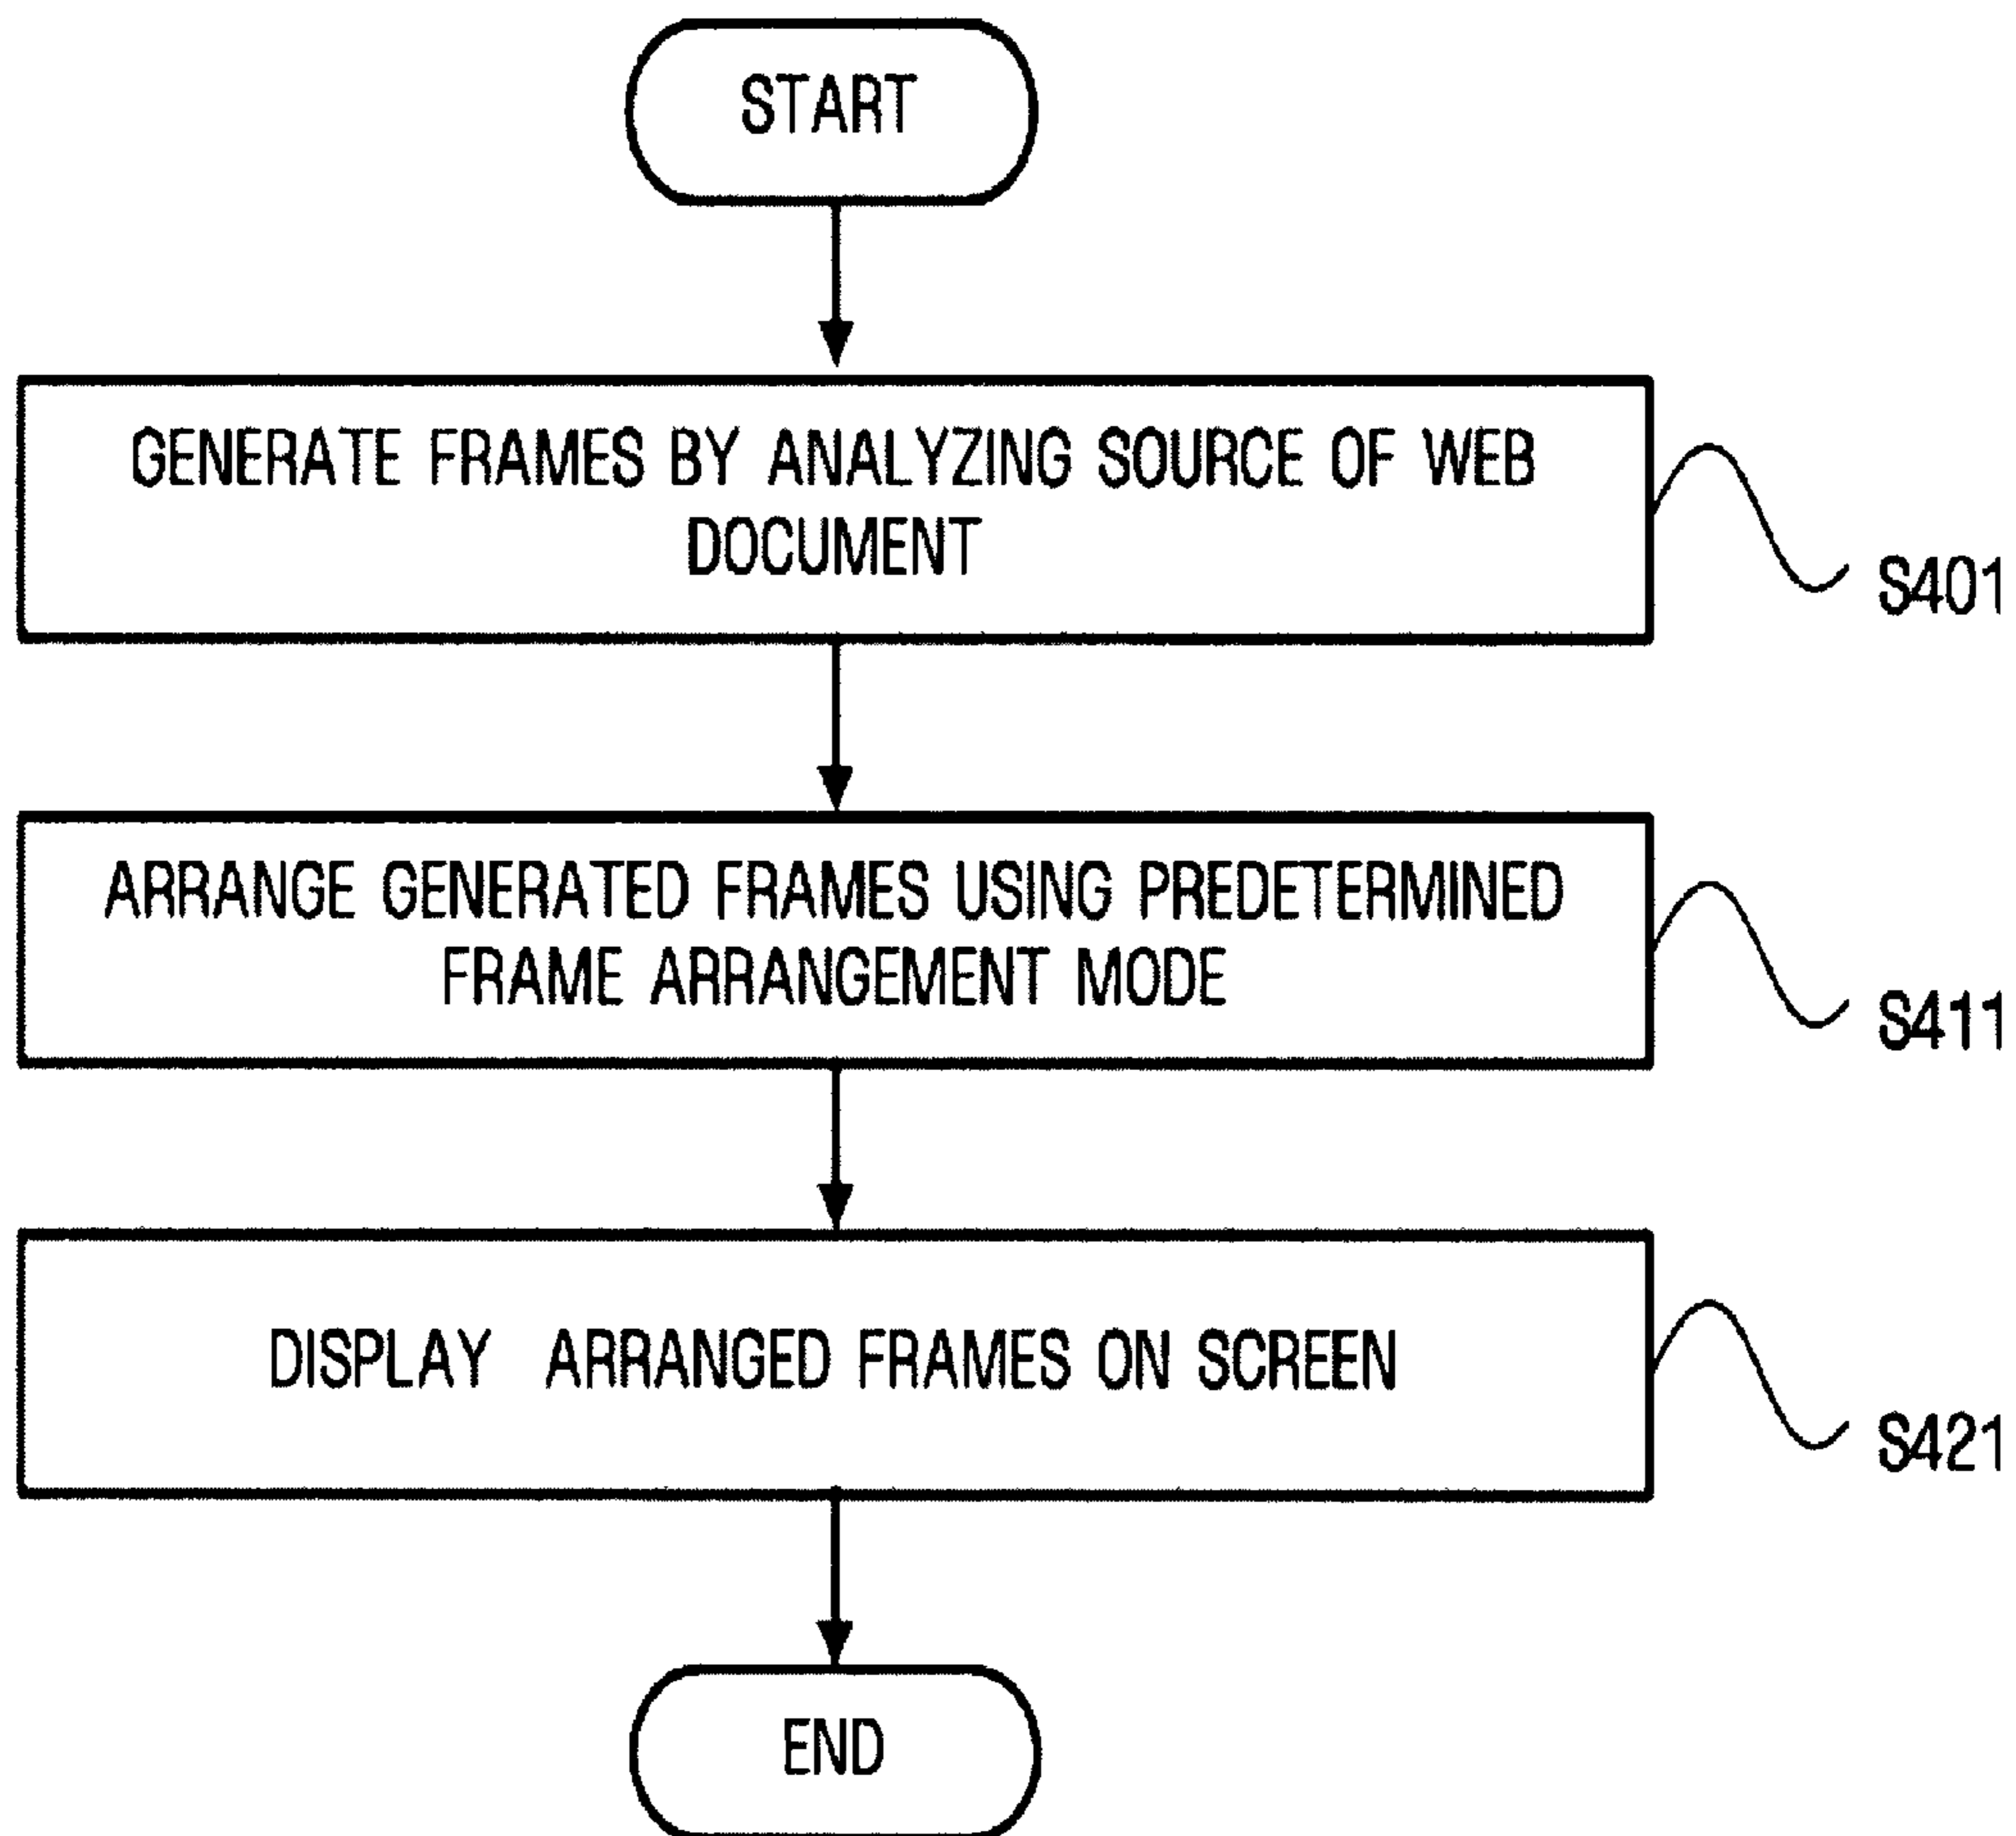 START
GENERATE FRAMES BY ANALYZING SOURCE OF WEB
DOCUMENT
S401
ARRANGE GENERATED FRAMES USING PREDETERMINED
FRAME ARRANGEMENT MODE
S411
DISPLAY ARRANGED FRAMES ON SCREEN
S421
END